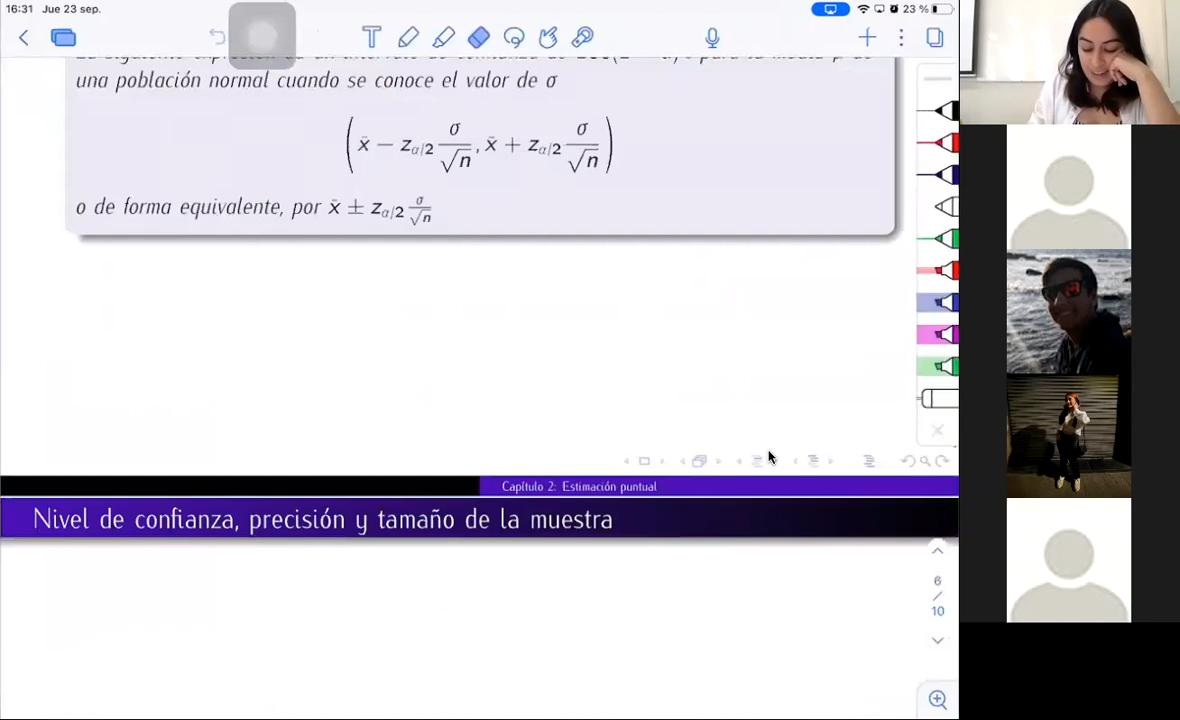 16:31 Jue 23 sep. 23 %
una población normal cuando se conoce el valor de σ
(x̄ − z_{α/2} σ/√n, x̄ + z_{α/2} σ/√n)
o de forma equivalente, por x̄ ± z_{α/2} σ/√n
Capítulo 2: Estimación puntual
Nivel de confianza, precisión y tamaño de la muestra
6
/
10